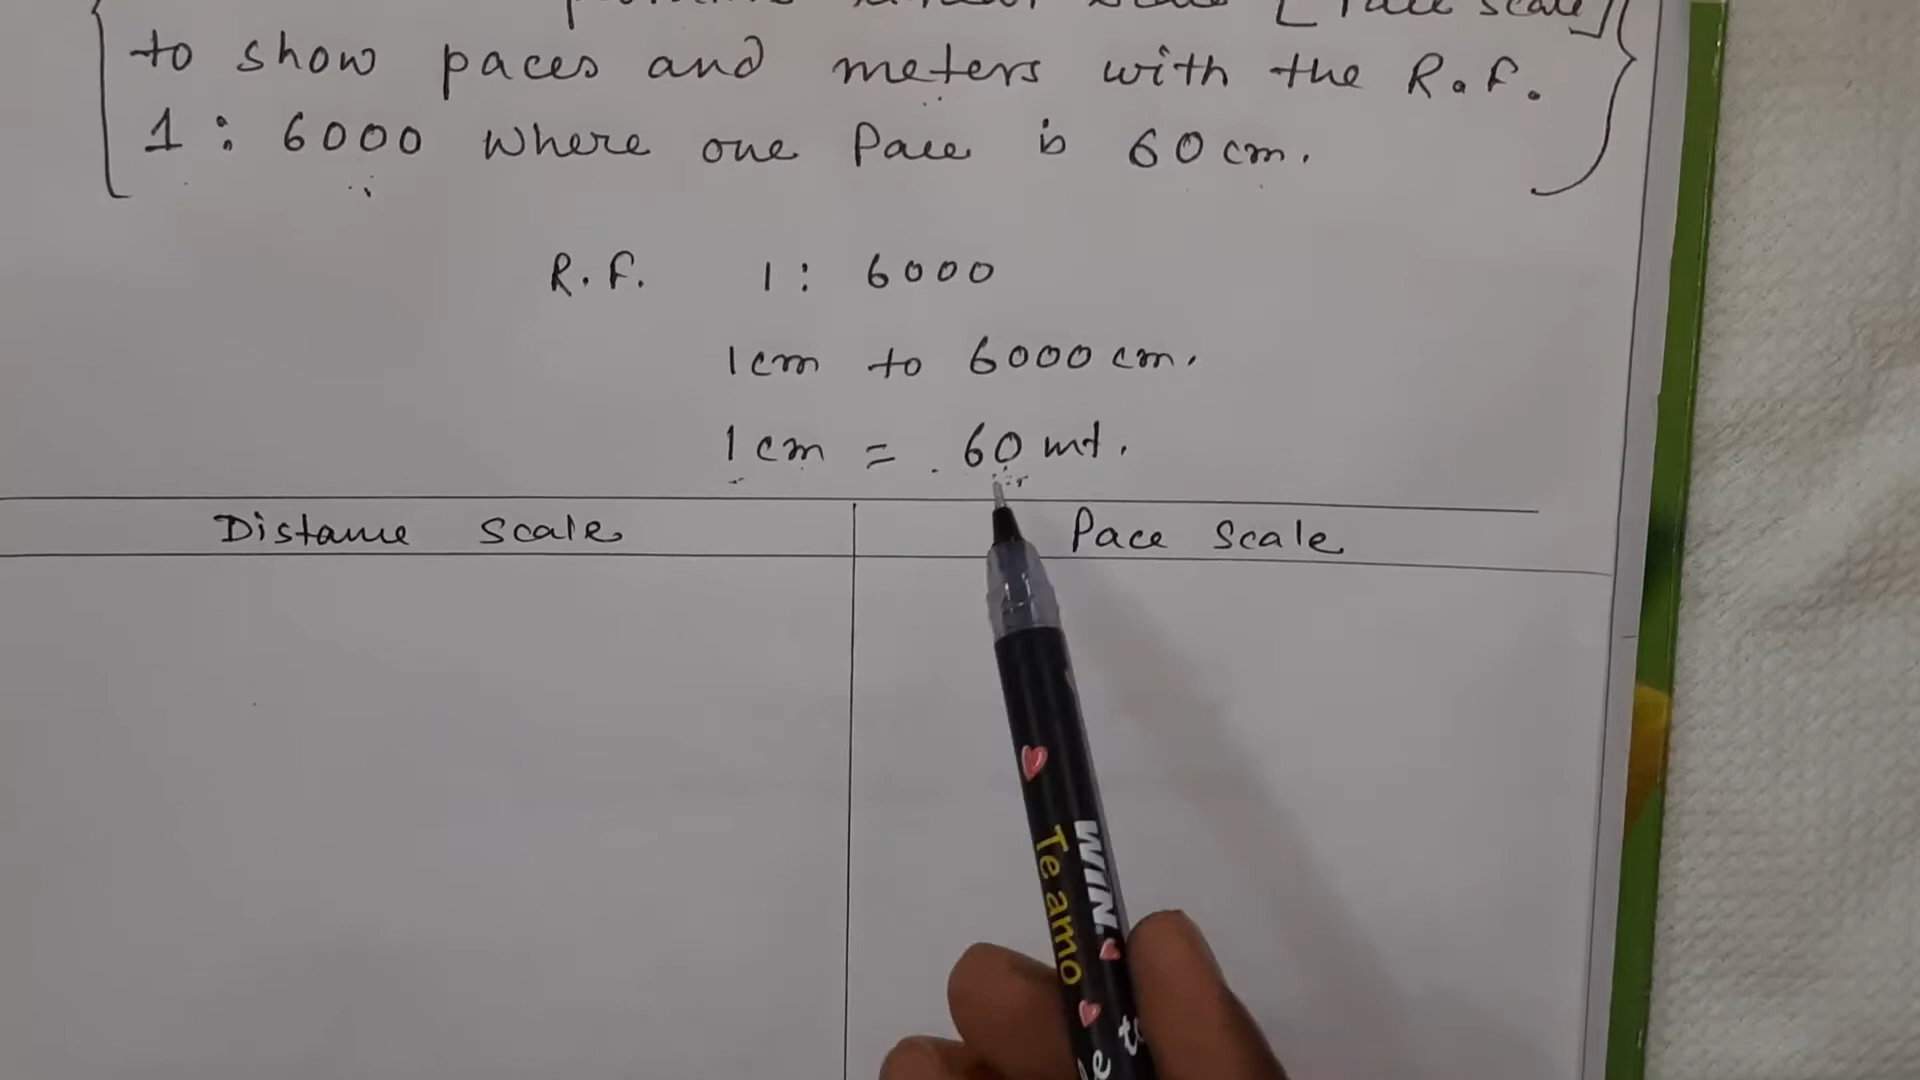 to show paces and meters with the R.F.
1 : 6000 where one Pace is 60 cm.
R.F. 1 : 6000
1 cm to 6000 cm.
1 cm = 60 mt.
Distance Scale
Pace Scale
WIN
Te amo